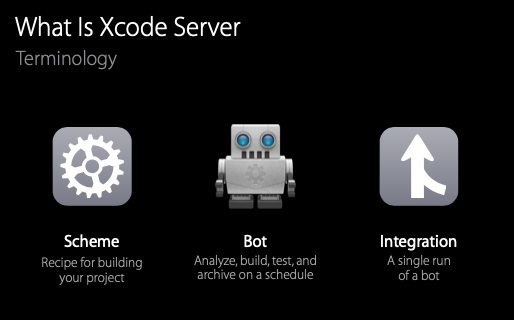 What Is Xcode Server
Terminology
Scheme
Recipe for building
your project
Bot
Analyze, build, test, and
archive on a schedule
Integration
A single run
of a bot